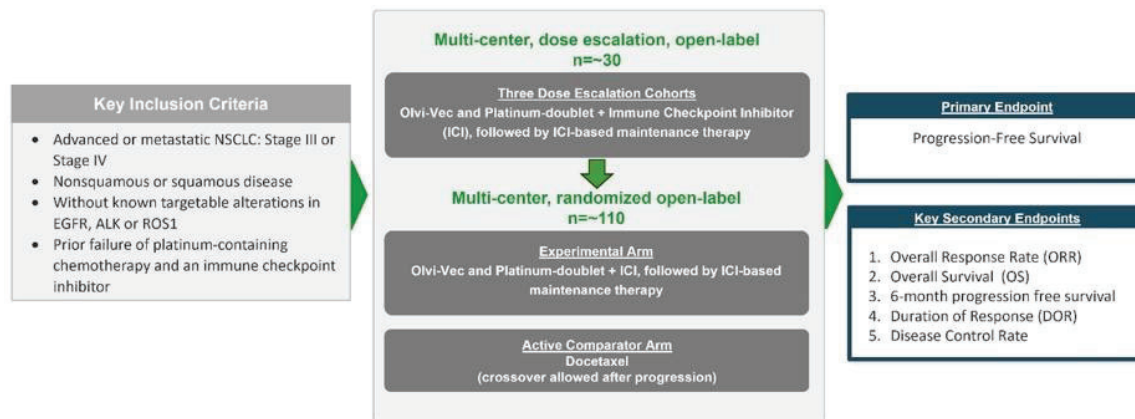 Key Inclusion Criteria
• Advanced or metastatic NSCLC: Stage III or
Stage IV
• Nonsquamous or squamous disease
• Without known targetable alterations in
EGFR, ALK or ROS1
• Prior failure of platinum-containing
chemotherapy and an immune checkpoint
inhibitor
Multi-center, dose escalation, open-label
n=~30
Three Dose Escalation Cohorts
Olvi-Vec and Platinum-doublet + Immune Checkpoint Inhibitor
(ICI), followed by ICI-based maintenance therapy
Multi-center, randomized open-label
n=~110
Experimental Arm
Olvi-Vec and Platinum-doublet + ICI, followed by ICI-based
maintenance therapy
Active Comparator Arm
Docetaxel
(crossover allowed after progression)
Primary Endpoint
Progression-Free Survival
Key Secondary Endpoints
1. Overall Response Rate (ORR)
2. Overall Survival (OS)
3. 6-month progression free survival
4. Duration of Response (DOR)
5. Disease Control Rate